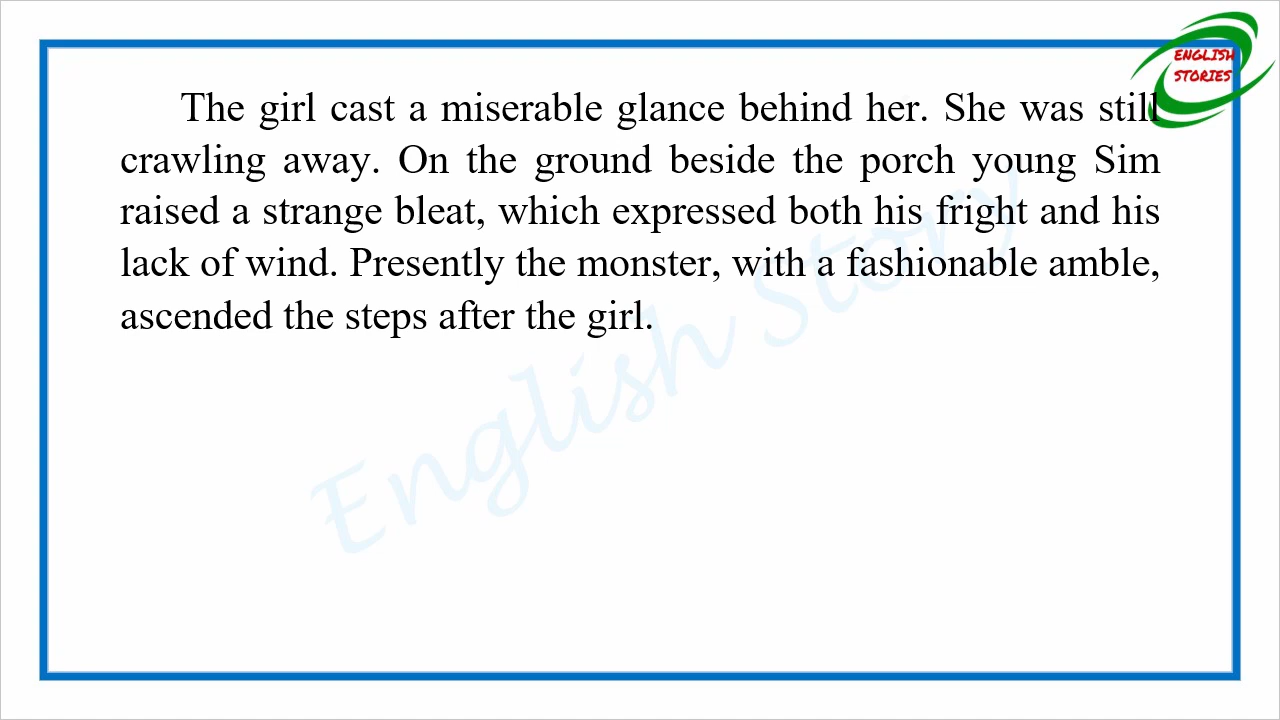 ENGLISH
STORIES
The girl cast a miserable glance behind her. She was still
crawling away. On the ground beside the porch young Sim
raised a strange bleat, which expressed both his fright and his
lack of wind. Presently the monster, with a fashionable amble,
ascended the steps after the girl.
English Story